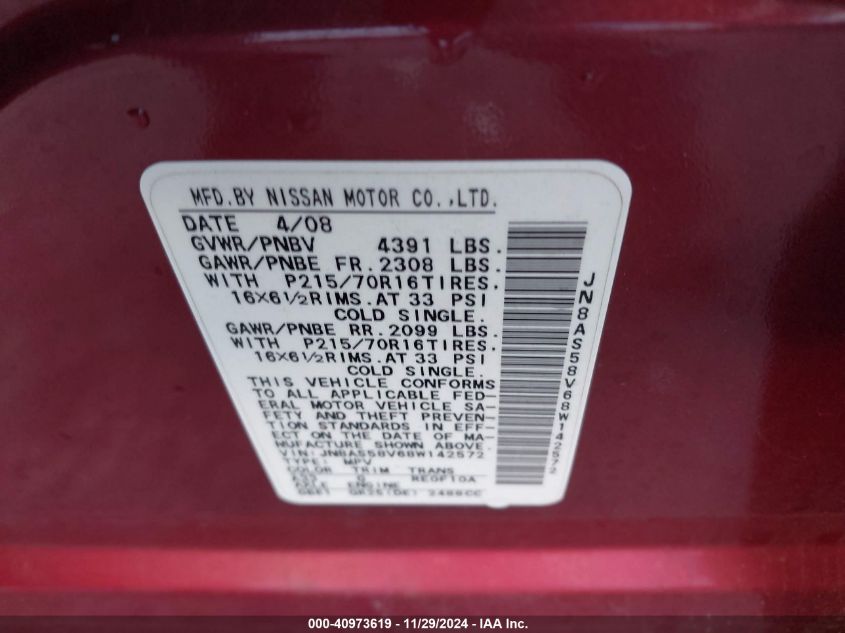 MFD.BY NISSAN MOTOR CO.,LTD.
DATE 4/08
GVWR/PNBV 4391 LBS.
GAWR/PNBE FR.2308 LBS.
WITH P215/70R16TIRES.
16X6½RIMS.AT 33 PSI
COLD SINGLE.
GAWR/PNBE RR.2099 LBS.
WITH P215/70R16TIRES.
16X6½RIMS.AT 33 PSI
COLD SINGLE.
THIS VEHICLE CONFORMS
TO ALL APPLICABLE FED-
ERAL MOTOR VEHICLE SA-
FETY AND THEFT PREVEN-
TION STANDARDS IN EFF-
ECT ON THE DATE OF MA-
NUFACTURE SHOWN ABOVE.
VIN:JN8AS58V68W142572
TYPE: MPV
COLOR TRIM TRANS
G RE0F10A
AXLE ENGINE
QR25(DE) 2488CC
JN8AS58V68W142572
000-40973619 - 11/29/2024 - IAA Inc.